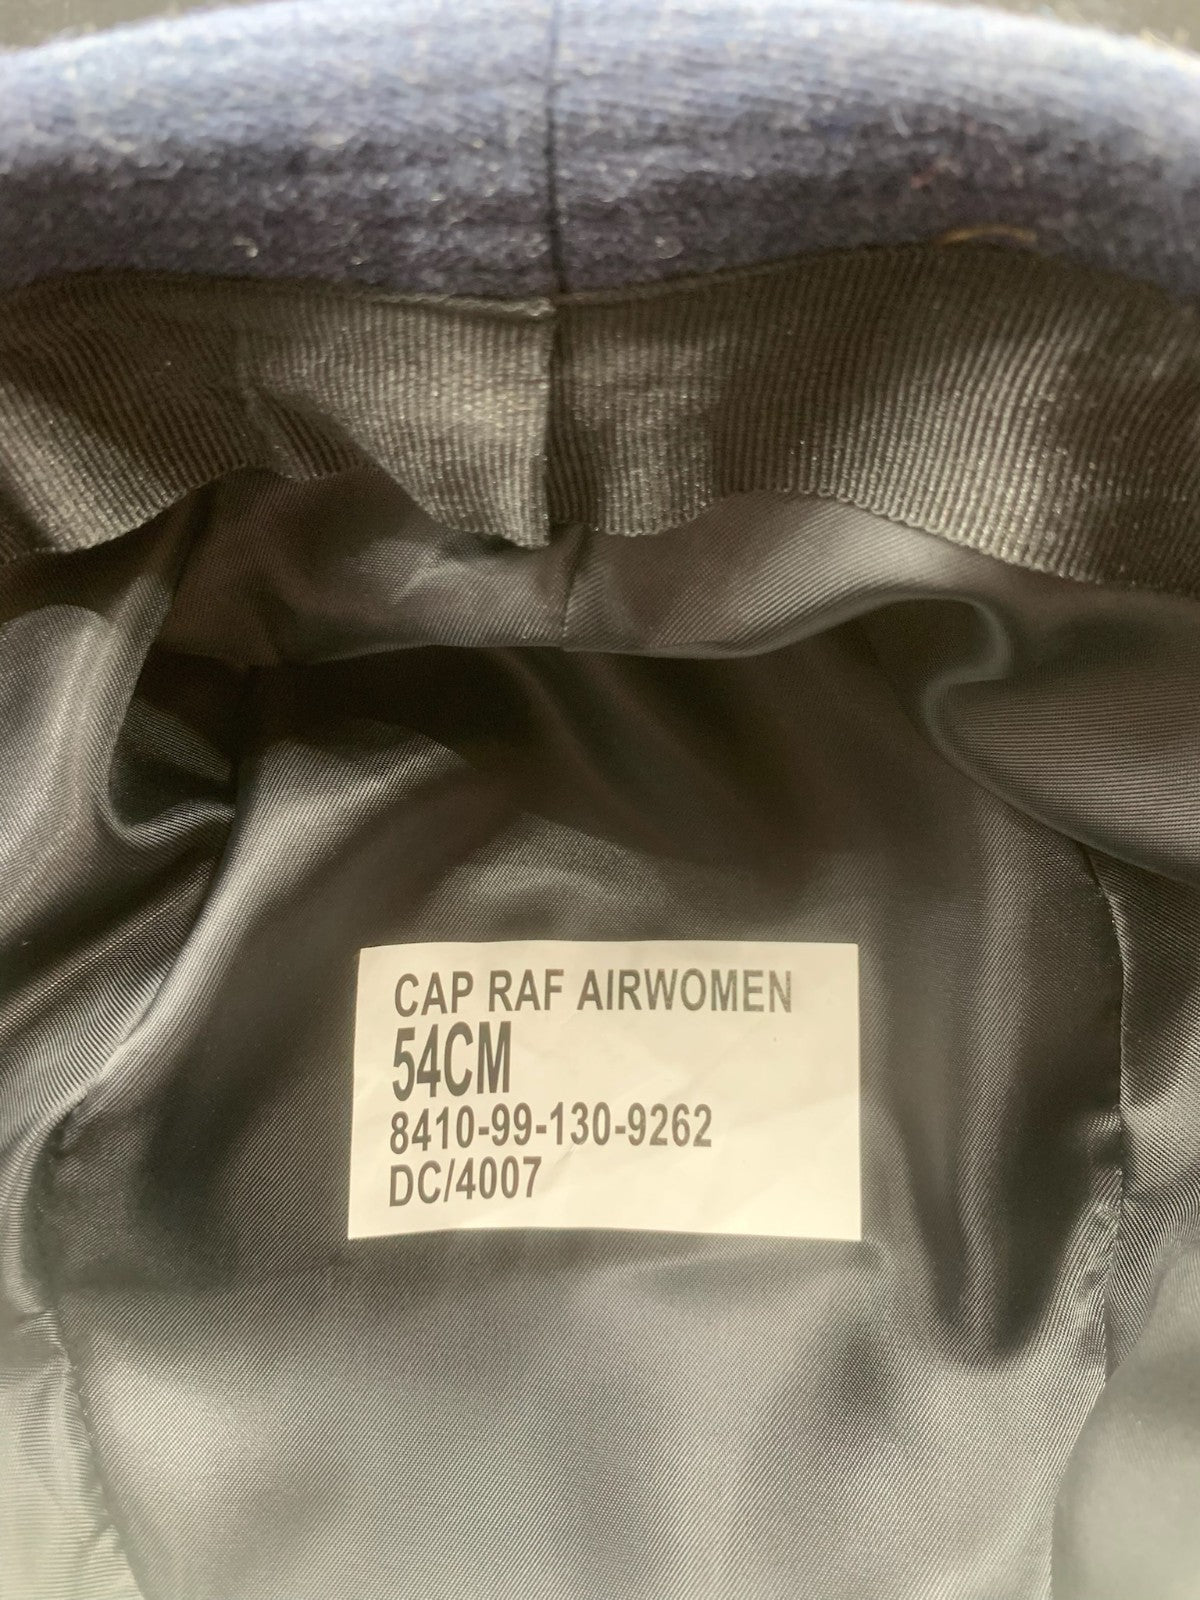 CAP RAF AIRWOMEN
54CM
8410-99-130-9262
DC/4007